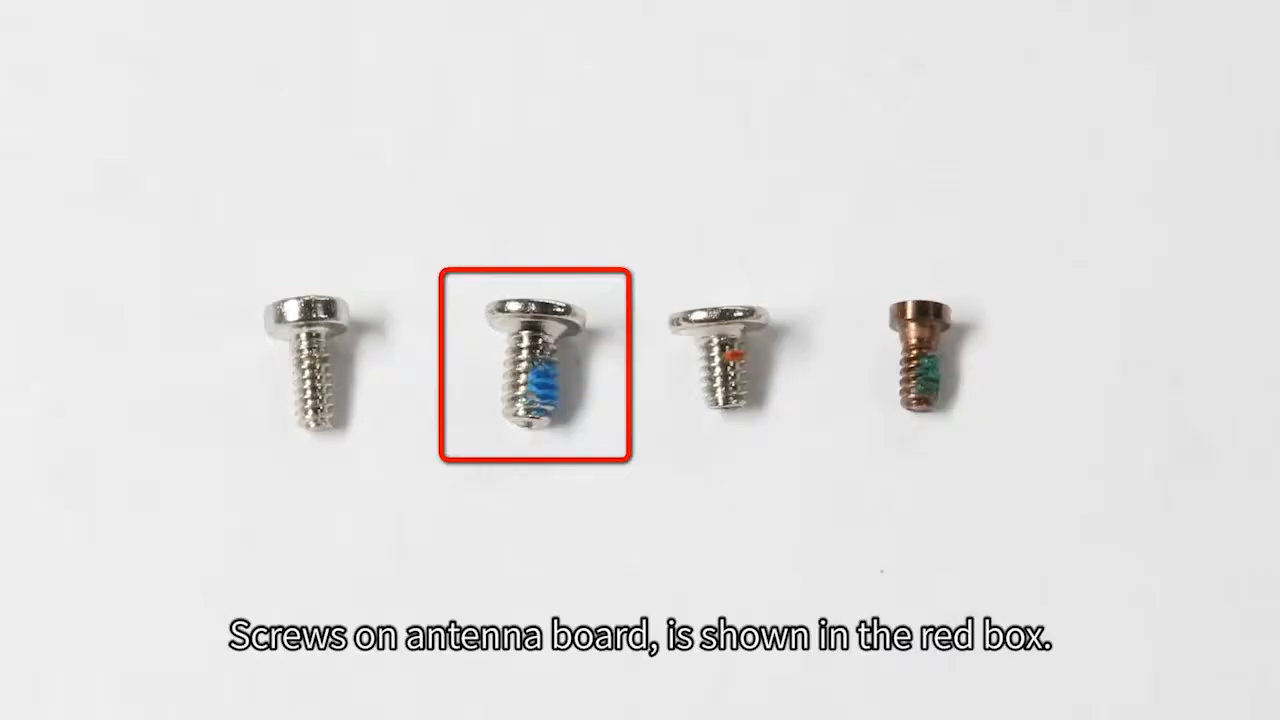 Screws on antenna board, is shown in the red box.